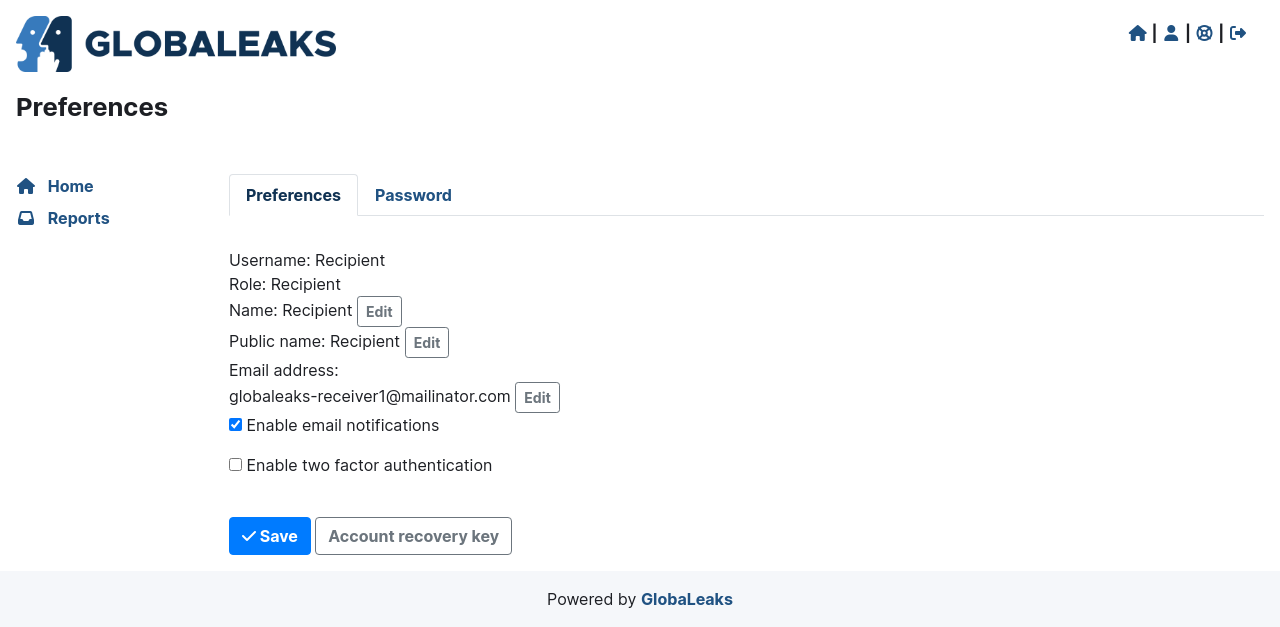 GLOBALEAKS
Preferences
Home
Reports
Preferences
Password
Username: Recipient
Role: Recipient
Name: Recipient Edit
Public name: Recipient Edit
Email address:
globaleaks-receiver1@mailinator.com Edit
Enable email notifications
Enable two factor authentication
Save
Account recovery key
Powered by GlobaLeaks